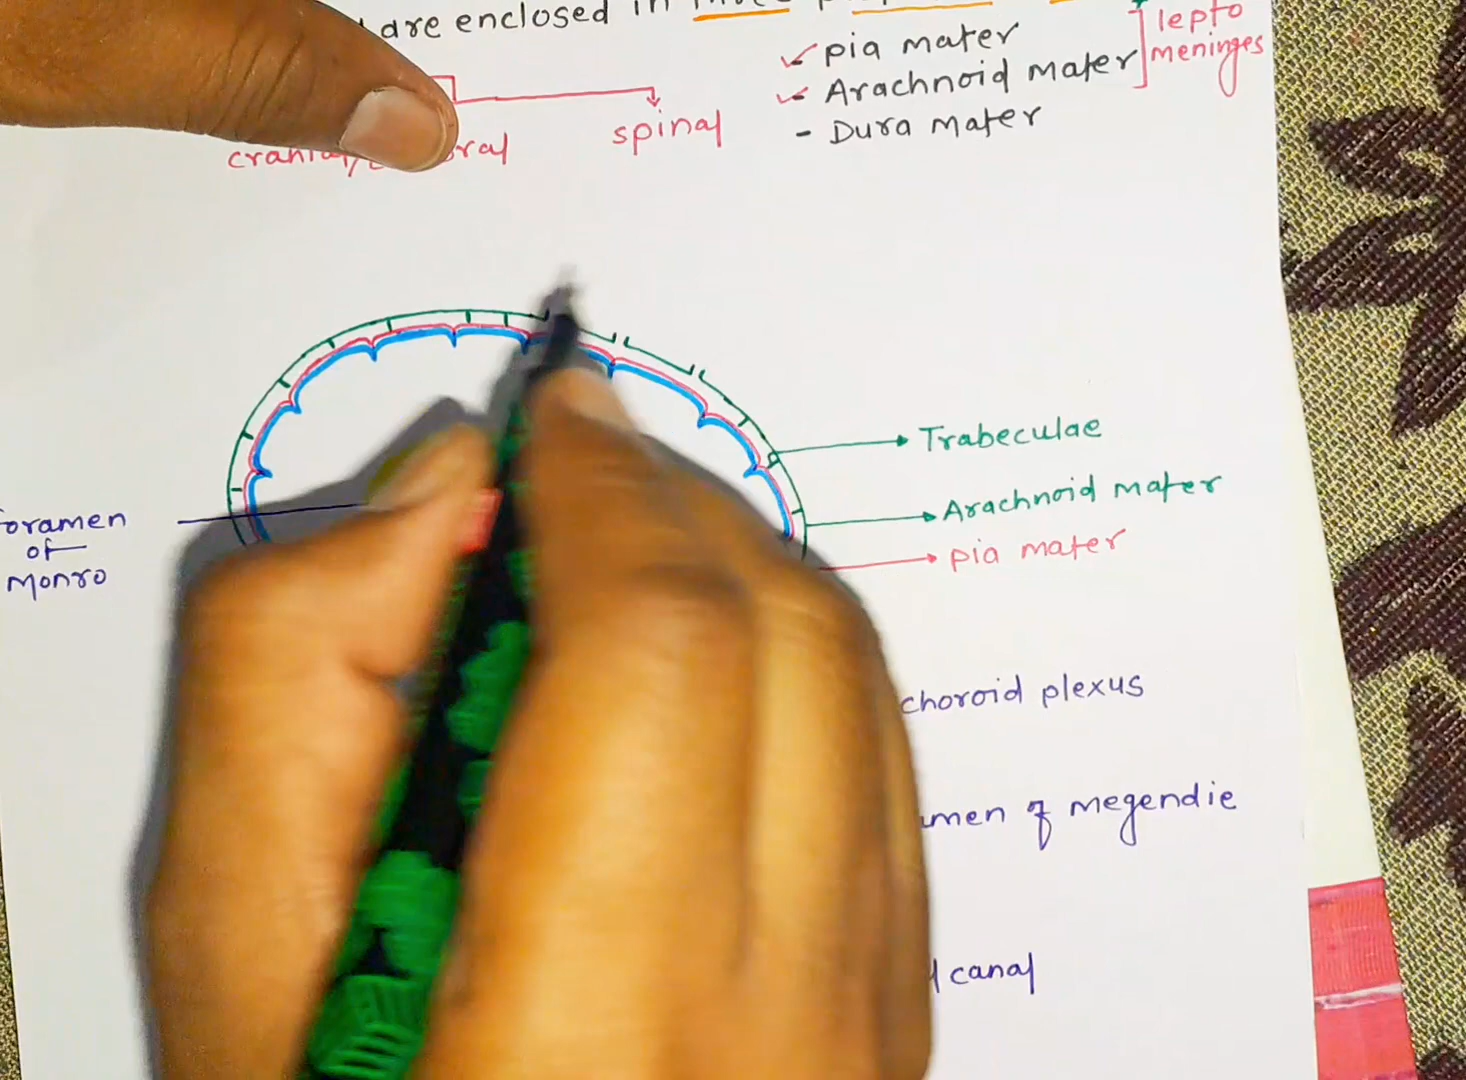 are enclosed in
pia mater
Arachnoid mater
- Dura mater
lepto
meninges
spinal
Trabeculae
Arachnoid mater
pia mater
oramen
of
Monro
choroid plexus
men of megendie
canal